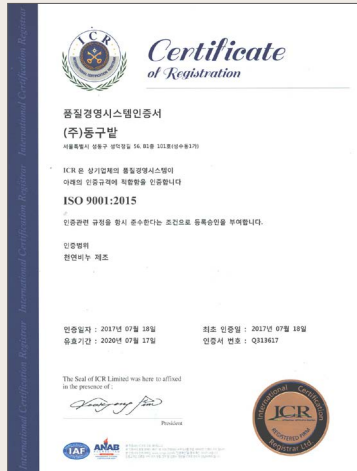 ICR
Certificate
of Registration
품질경영시스템인증서
(주)동구밭
서울특별시 성동구 성덕정길 56, B1층 101호(성수동1가)
ICR 은 상기업체의 품질경영시스템이
아래의 인증규격에 적합함을 인증합니다
ISO 9001:2015
인증관련 규정을 항시 준수한다는 조건으로 등록승인을 부여합니다.
인증범위
천연비누 제조
인증일자 : 2017년 07월 18일
최초 인증일 : 2017년 07월 18일
유효기간 : 2020년 07월 17일
인증서 번호 : Q313617
The Seal of ICR Limited was here to affixed
in the presence of :
President
IAF
ANAB
International Certification
ICR
REGISTERED FIRM
Registrar Ltd.
International Certification Registrar